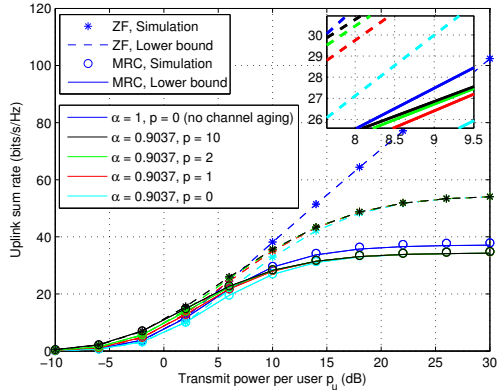 ZF, Simulation
ZF, Lower bound
MRC, Simulation
MRC, Lower bound
α = 1, p = 0 (no channel aging)
α = 0.9037, p = 10
α = 0.9037, p = 2
α = 0.9037, p = 1
α = 0.9037, p = 0
30
29
28
27
26
8
8.5
9
9.5
Uplink sum rate (bits/s/Hz)
120
100
80
60
40
20
0
−10
−5
0
5
10
15
20
25
30
Transmit power per user p_u (dB)